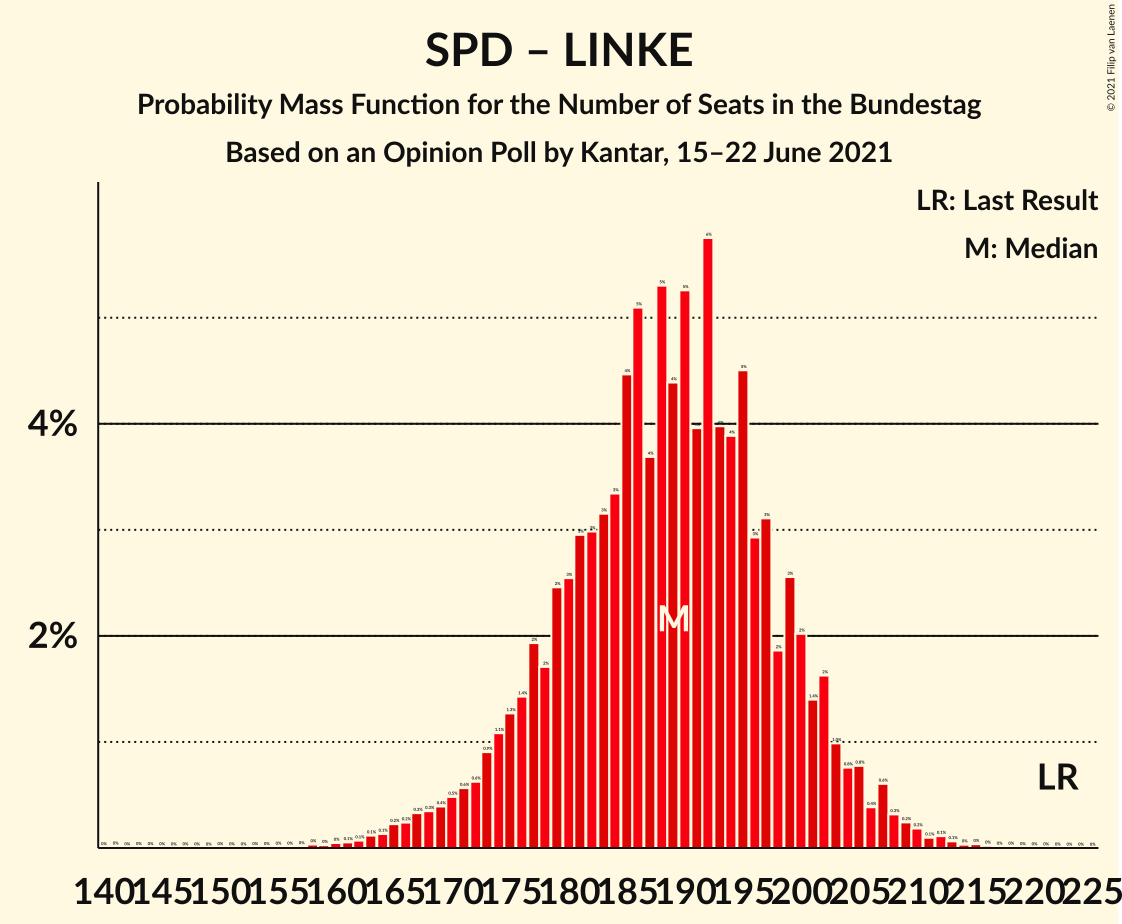 SPD – LINKE
Probability Mass Function for the Number of Seats in the Bundestag
Based on an Opinion Poll by Kantar, 15–22 June 2021
© 2021 Filip van Laenen
LR: Last Result
M: Median
4%
2%
M
LR
140 145 150 155 160 165 170 175 180 185 190 195 200 205 210 215 220 225